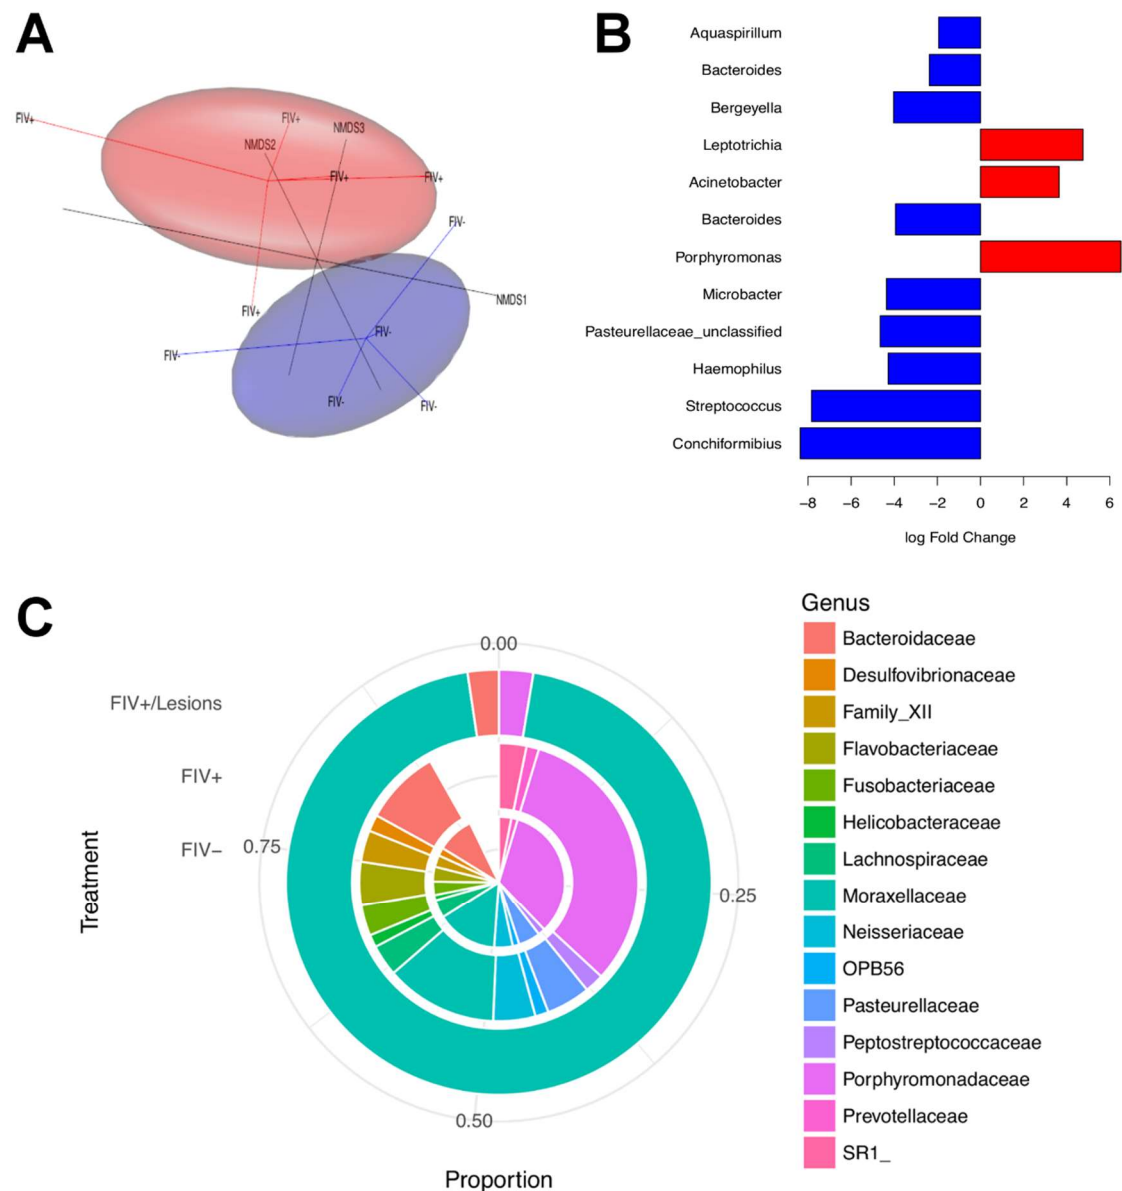 A
FIV+
FIV+
NMDS3
NMDS2
FIV+
FIV+
FIV-
NMDS1
FIV+
FIV-
FIV-
FIV-
FIV-
B
Aquaspirillum
Bacteroides
Bergeyella
Leptotrichia
Acinetobacter
Bacteroides
Porphyromonas
Microbacter
Pasteurellaceae_unclassified
Haemophilus
Streptococcus
Conchiformibius
−8 −6 −4 −2 0 2 4 6
log Fold Change
C
FIV+/Lesions
FIV+
FIV−
Treatment
0.00
0.25
0.50
0.75
Proportion
Genus
Bacteroidaceae
Desulfovibrionaceae
Family_XII
Flavobacteriaceae
Fusobacteriaceae
Helicobacteraceae
Lachnospiraceae
Moraxellaceae
Neisseriaceae
OPB56
Pasteurellaceae
Peptostreptococcaceae
Porphyromonadaceae
Prevotellaceae
SR1_